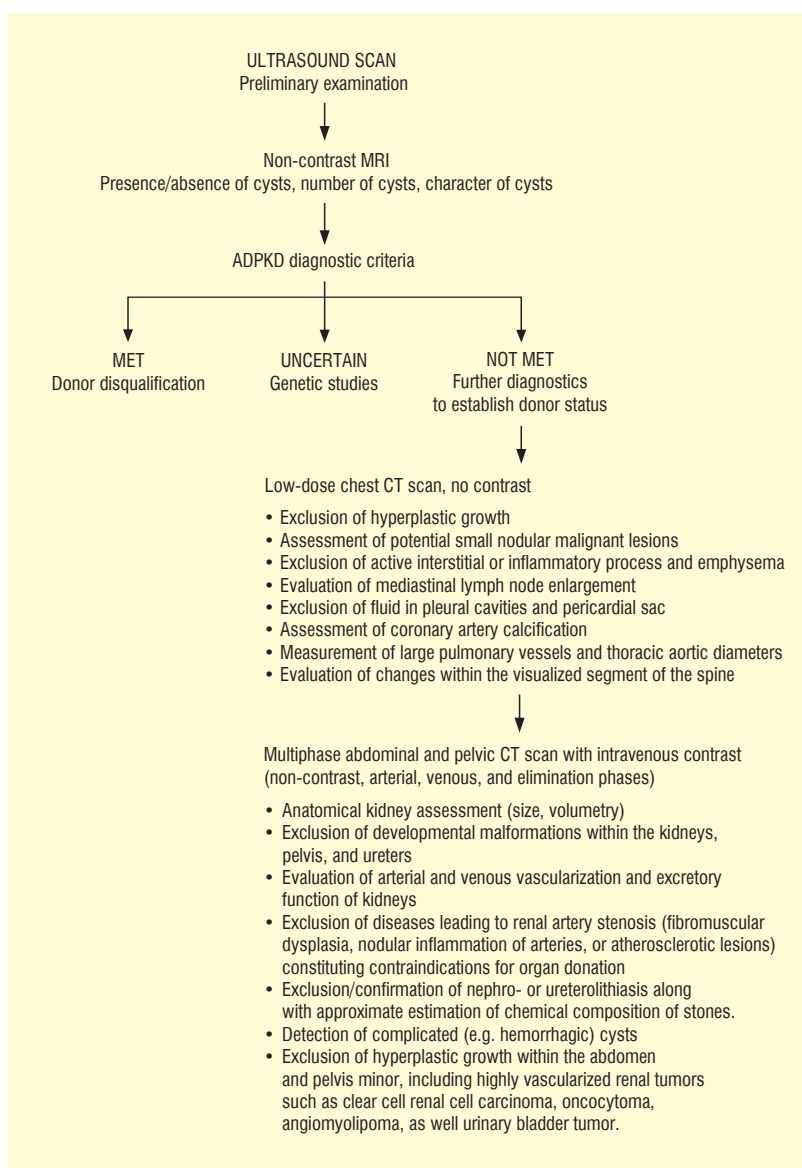 ULTRASOUND SCAN
Preliminary examination
Non-contrast MRI
Presence/absence of cysts, number of cysts, character of cysts
ADPKD diagnostic criteria
MET
Donor disqualification
UNCERTAIN
Genetic studies
NOT MET
Further diagnostics
to establish donor status
Low-dose chest CT scan, no contrast
• Exclusion of hyperplastic growth
• Assessment of potential small nodular malignant lesions
• Exclusion of active interstitial or inflammatory process and emphysema
• Evaluation of mediastinal lymph node enlargement
• Exclusion of fluid in pleural cavities and pericardial sac
• Assessment of coronary artery calcification
• Measurement of large pulmonary vessels and thoracic aortic diameters
• Evaluation of changes within the visualized segment of the spine
Multiphase abdominal and pelvic CT scan with intravenous contrast
(non-contrast, arterial, venous, and elimination phases)
• Anatomical kidney assessment (size, volumetry)
• Exclusion of developmental malformations within the kidneys,
pelvis, and ureters
• Evaluation of arterial and venous vascularization and excretory
function of kidneys
• Exclusion of diseases leading to renal artery stenosis (fibromuscular
dysplasia, nodular inflammation of arteries, or atherosclerotic lesions)
constituting contraindications for organ donation
• Exclusion/confirmation of nephro- or ureterolithiasis along
with approximate estimation of chemical composition of stones.
• Detection of complicated (e.g. hemorrhagic) cysts
• Exclusion of hyperplastic growth within the abdomen
and pelvis minor, including highly vascularized renal tumors
such as clear cell renal cell carcinoma, oncocytoma,
angiomyolipoma, as well urinary bladder tumor.